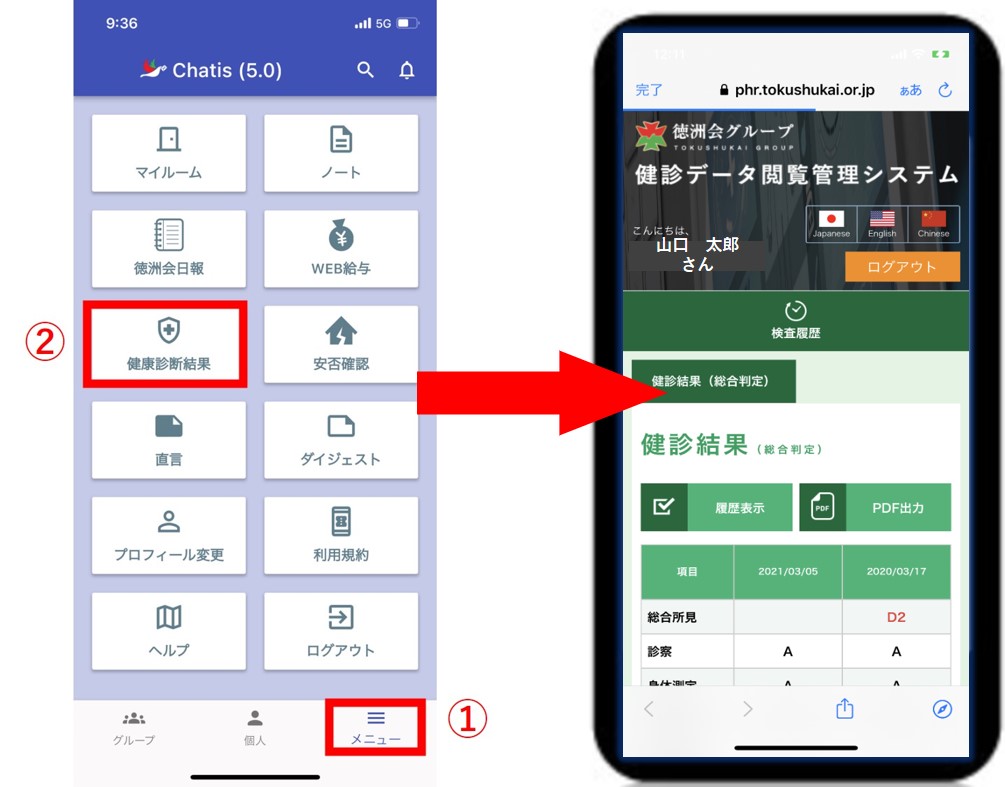 9:36
5G
Chatis (5.0)
マイルーム
ノート
徳洲会日報
WEB給与
②
健康診断結果
安否確認
直言
ダイジェスト
プロフィール変更
利用規約
ヘルプ
ログアウト
グループ
個人
メニュー
①
12:11
完了
phr.tokushukai.or.jp
ぁあ
徳洲会グループ
TOKUSHUKAI GROUP
健診データ閲覧管理システム
Japanese
English
Chinese
こんにちは、
山口 太郎
さん
ログアウト
検査履歴
健診結果（総合判定）
健診結果（総合判定）
履歴表示
PDF
PDF出力
項目 2021/03/05 2020/03/17
総合所見 D2
診察 A A
身体測定 A A